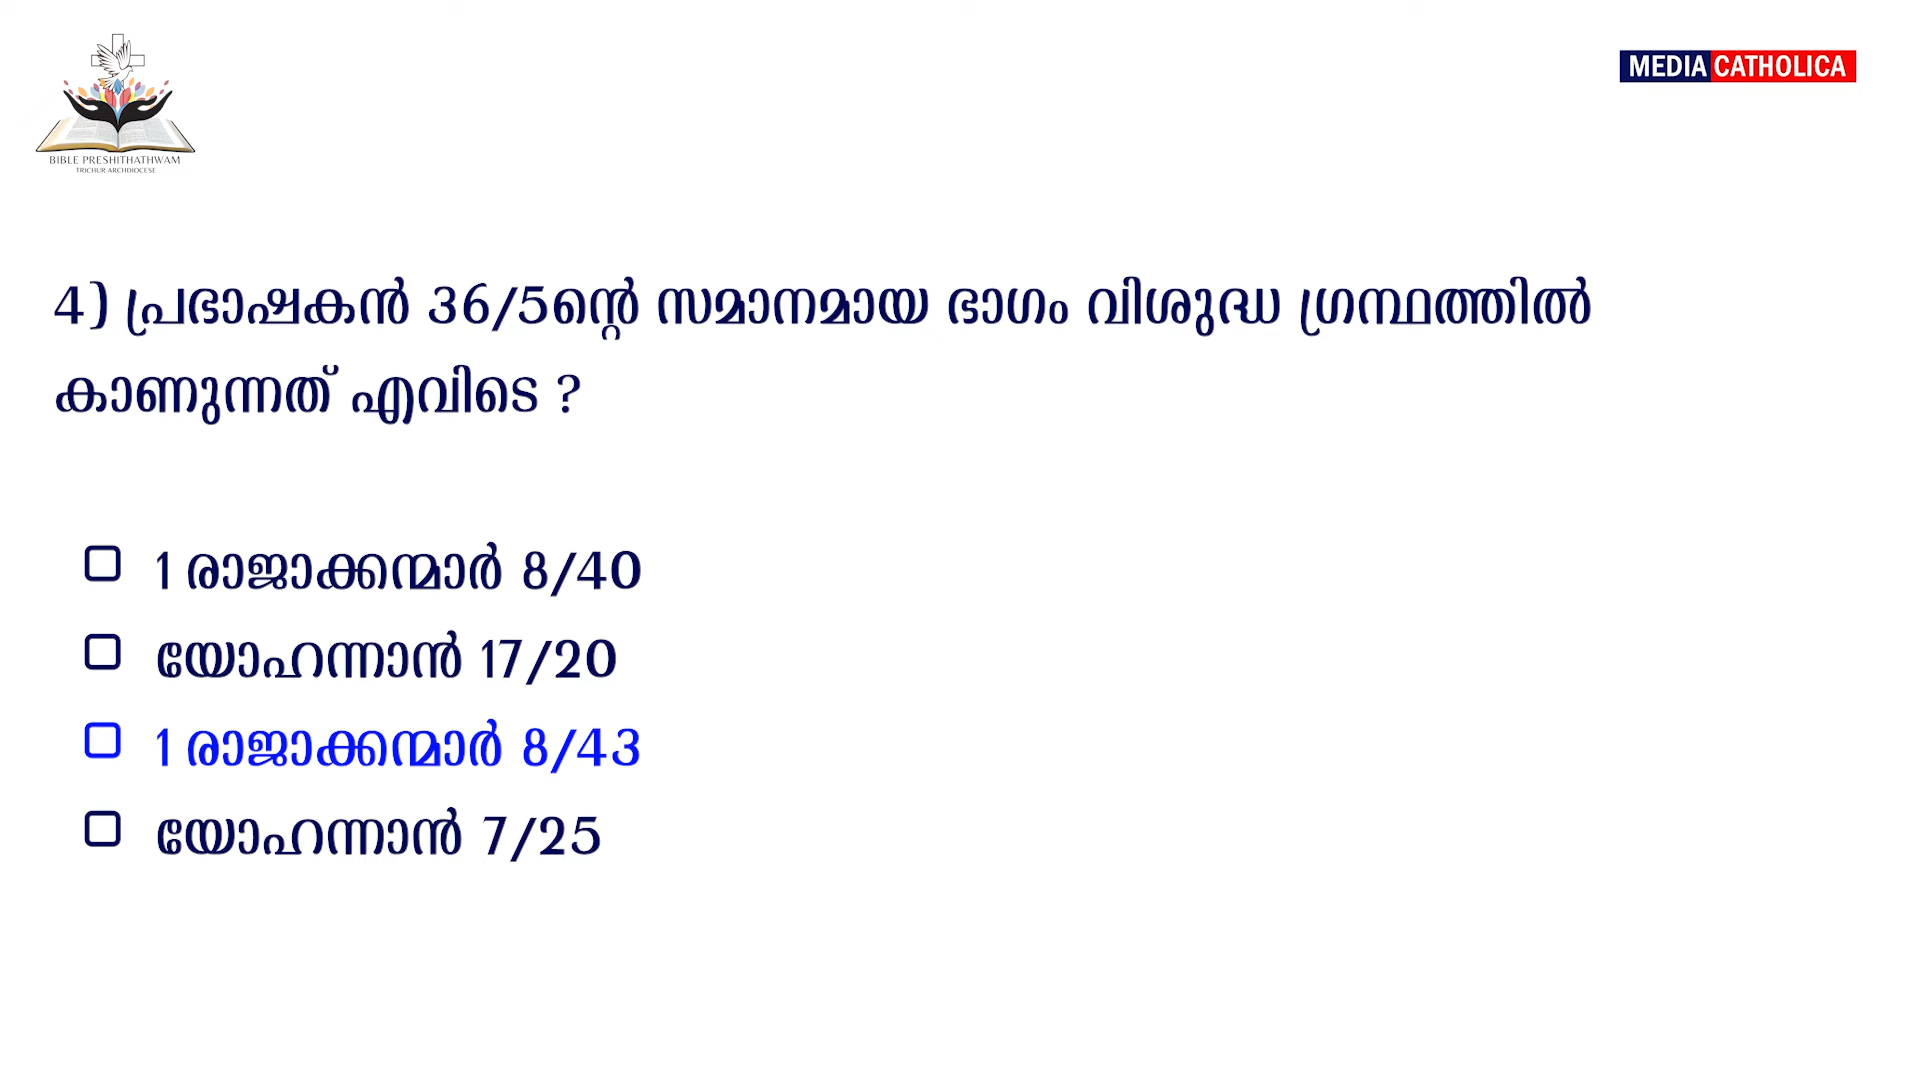 BIBLE PRESHITHATHWAM
TRICHUR ARCHDIOCESE
MEDIA CATHOLICA
4) പ്രഭാഷകൻ 36/5ന്റെ സമാനമായ ഭാഗം വിശുദ്ധ ഗ്രന്ഥത്തിൽ
കാണുന്നത് എവിടെ ?
1 രാജാക്കന്മാർ 8/40
യോഹന്നാൻ 17/20
1 രാജാക്കന്മാർ 8/43
യോഹന്നാൻ 7/25